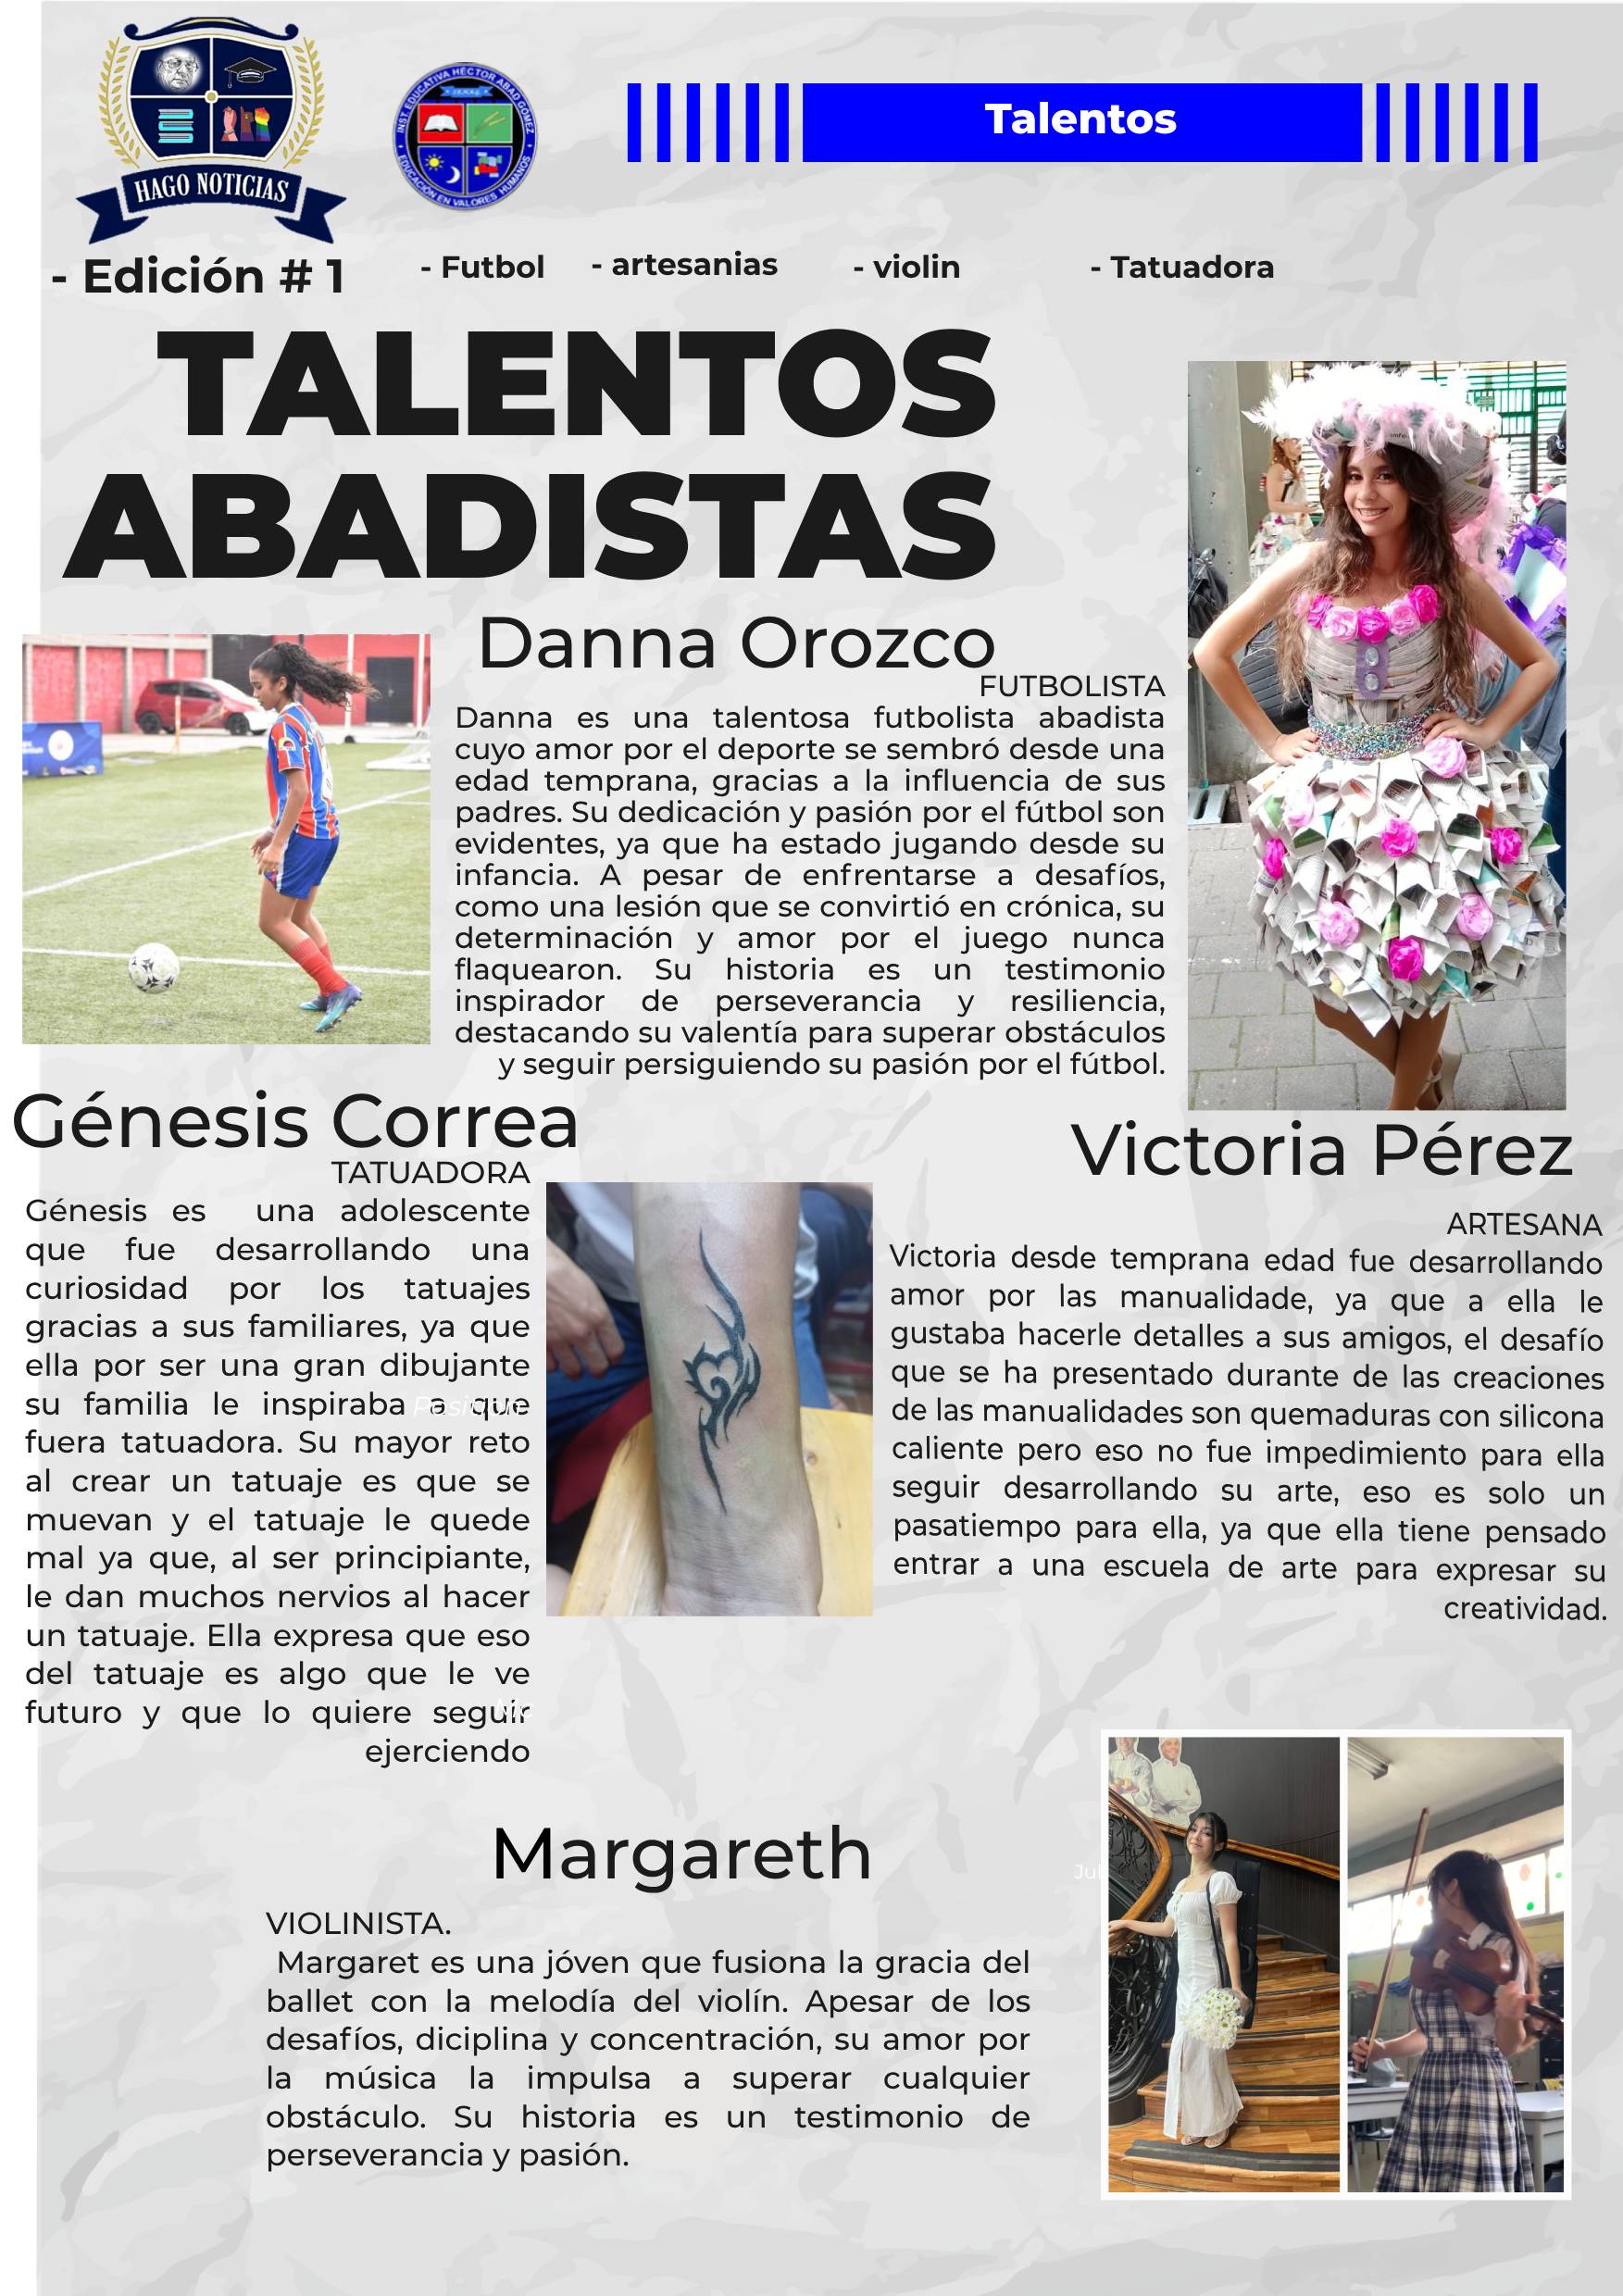 HAGO NOTICIAS
INST EDUCATIVA HÉCTOR ABAD GÓMEZ
EDUCACIÓN EN VALORES HUMANOS
Talentos
- Edición # 1
- Futbol
- artesanias
- violin
- Tatuadora
TALENTOS
ABADISTAS
Danna Orozco
FUTBOLISTA
Danna es una talentosa futbolista abadista
cuyo amor por el deporte se sembró desde una
edad temprana, gracias a la influencia de sus
padres. Su dedicación y pasión por el fútbol son
evidentes, ya que ha estado jugando desde su
infancia. A pesar de enfrentarse a desafíos,
como una lesión que se convirtió en crónica, su
determinación y amor por el juego nunca
flaquearon. Su historia es un testimonio
inspirador de perseverancia y resiliencia,
destacando su valentía para superar obstáculos
y seguir persiguiendo su pasión por el fútbol.
Génesis Correa
TATUADORA
Génesis es una adolescente
que fue desarrollando una
curiosidad por los tatuajes
gracias a sus familiares, ya que
ella por ser una gran dibujante
su familia le inspiraba a que
fuera tatuadora. Su mayor reto
al crear un tatuaje es que se
muevan y el tatuaje le quede
mal ya que, al ser principiante,
le dan muchos nervios al hacer
un tatuaje. Ella expresa que eso
del tatuaje es algo que le ve
futuro y que lo quiere seguir
ejerciendo
Victoria Pérez
ARTESANA
Victoria desde temprana edad fue desarrollando
amor por las manualidade, ya que a ella le
gustaba hacerle detalles a sus amigos, el desafío
que se ha presentado durante de las creaciones
de las manualidades son quemaduras con silicona
caliente pero eso no fue impedimiento para ella
seguir desarrollando su arte, eso es solo un
pasatiempo para ella, ya que ella tiene pensado
entrar a una escuela de arte para expresar su
creatividad.
Margareth
Jul
VIOLINISTA.
Margaret es una jóven que fusiona la gracia del
ballet con la melodía del violín. Apesar de los
desafíos, diciplina y concentración, su amor por
la música la impulsa a superar cualquier
obstáculo. Su historia es un testimonio de
perseverancia y pasión.